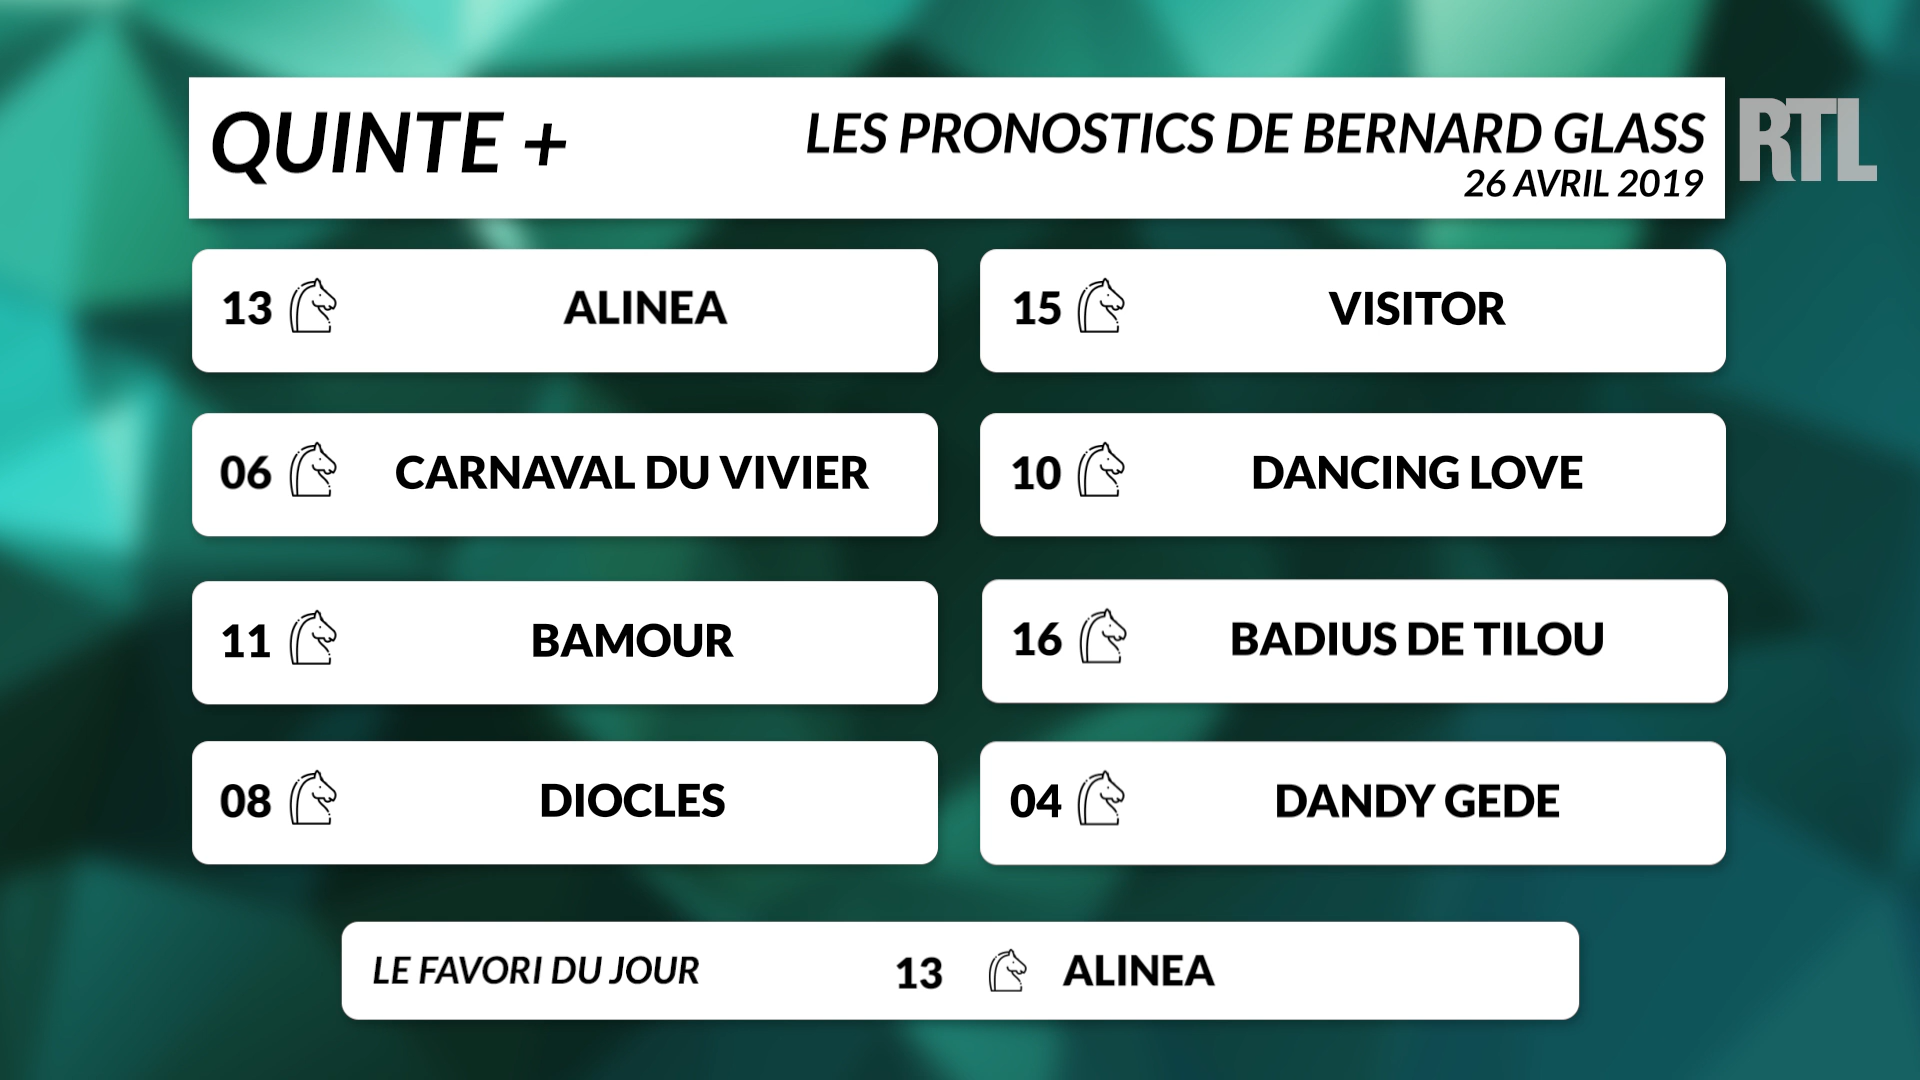 QUINTE +
LES PRONOSTICS DE BERNARD GLASS
26 AVRIL 2019
RTL
13 ALINEA
15 VISITOR
06 CARNAVAL DU VIVIER
10 DANCING LOVE
11 BAMOUR
16 BADIUS DE TILOU
08 DIOCLES
04 DANDY GEDE
LE FAVORI DU JOUR 13 ALINEA